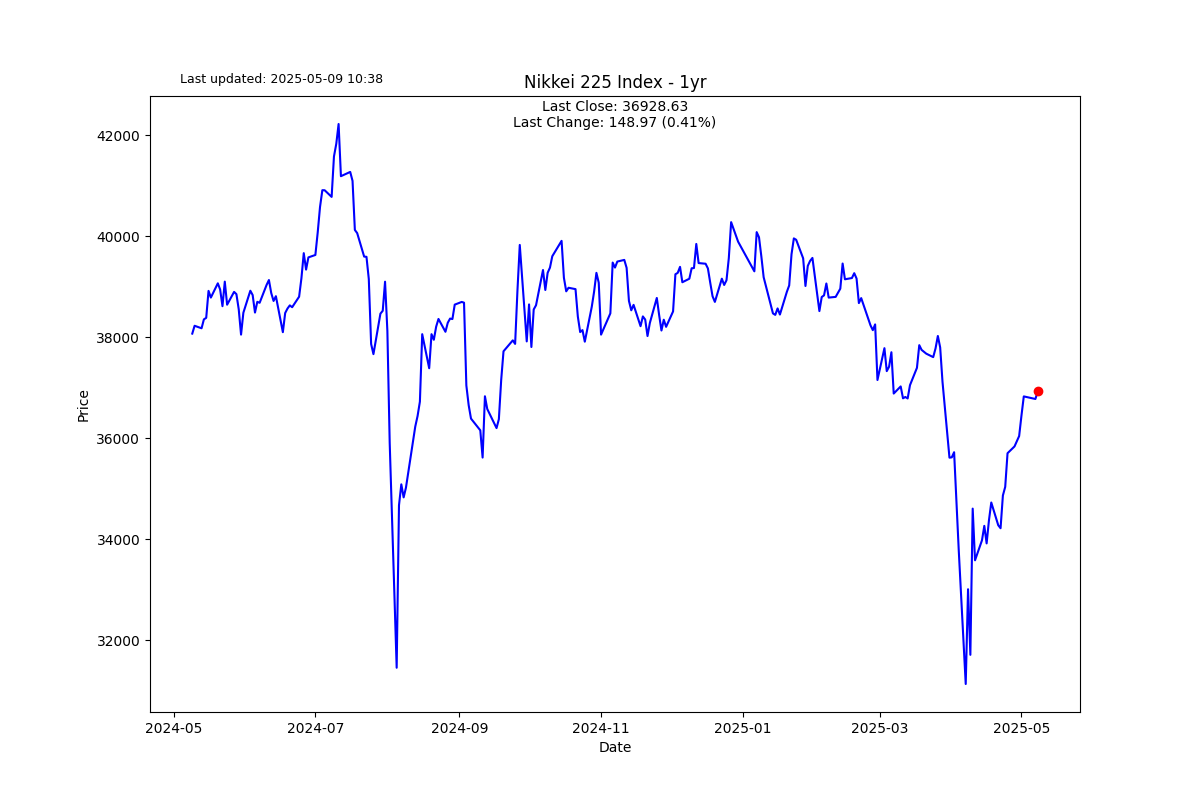 Last updated: 2025-05-09 10:38
Nikkei 225 Index - 1yr
Last Close: 36928.63
Last Change: 148.97 (0.41%)
Price
42000
40000
38000
36000
34000
32000
2024-05
2024-07
2024-09
2024-11
2025-01
2025-03
2025-05
Date